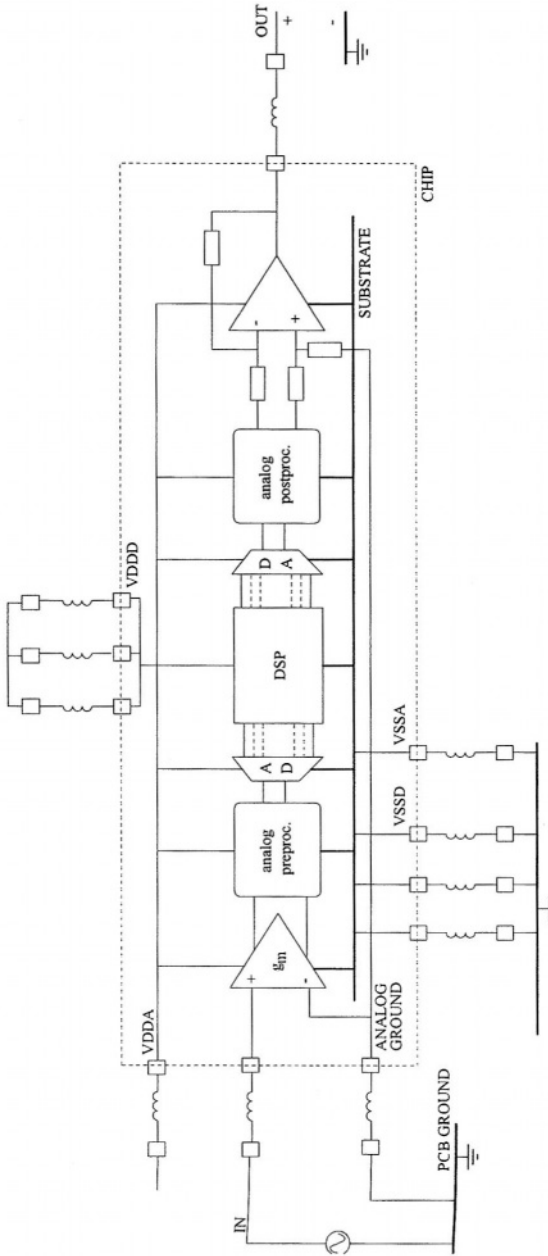 VDDD
CHIP
VDDA
IN
+
-
gm
analog
preproc.
A
D
DSP
D
A
analog
postproc.
-
+
OUT
+
-
SUBSTRATE
ANALOG
GROUND
VSSD
VSSA
PCB GROUND